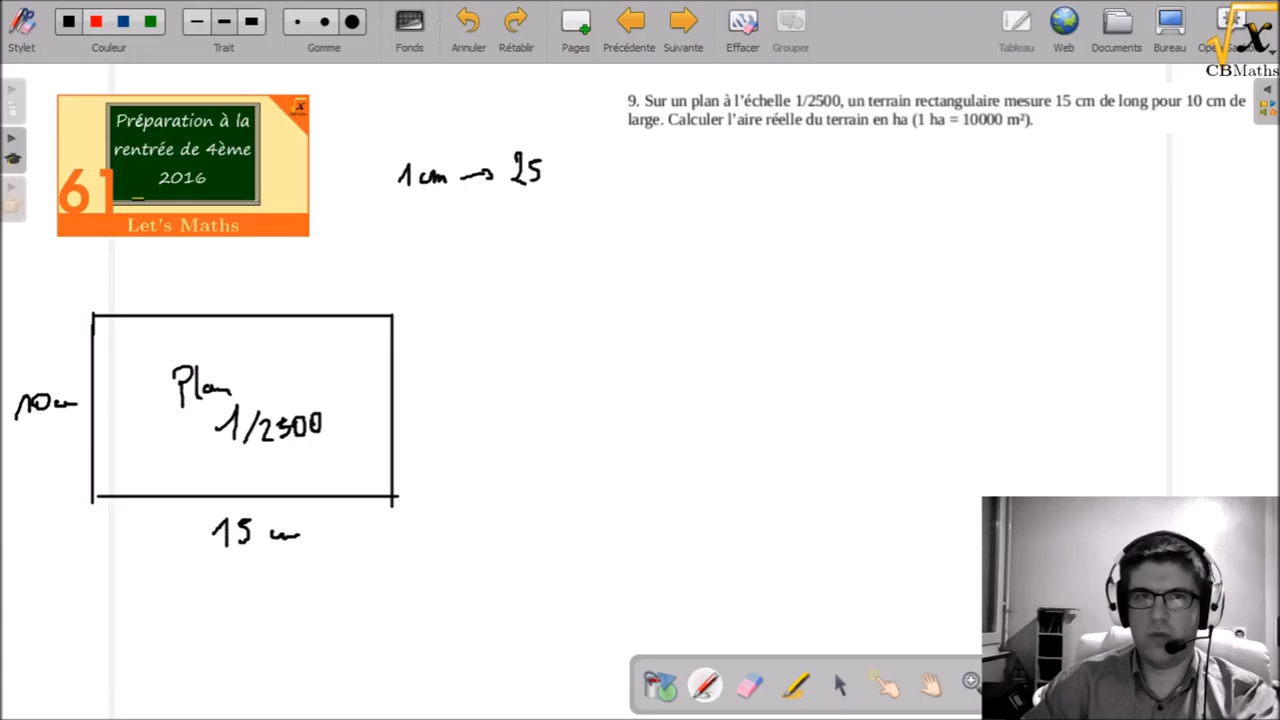 Stylet
Couleur
Trait
Gomme
Fonds
Annuler
Rétablir
Pages
Précédente
Suivante
Effacer
Grouper
Tableau
Web
Documents
Bureau
√x
CBMaths
Préparation à la
rentrée de 4ème
2016
61
Let's Maths
9. Sur un plan à l'échelle 1/2500, un terrain rectangulaire mesure 15 cm de long pour 10 cm de
large. Calculer l'aire réelle du terrain en ha (1 ha = 10000 m²).
1 cm → 25
Plan
1/2500
10 cm
15 cm